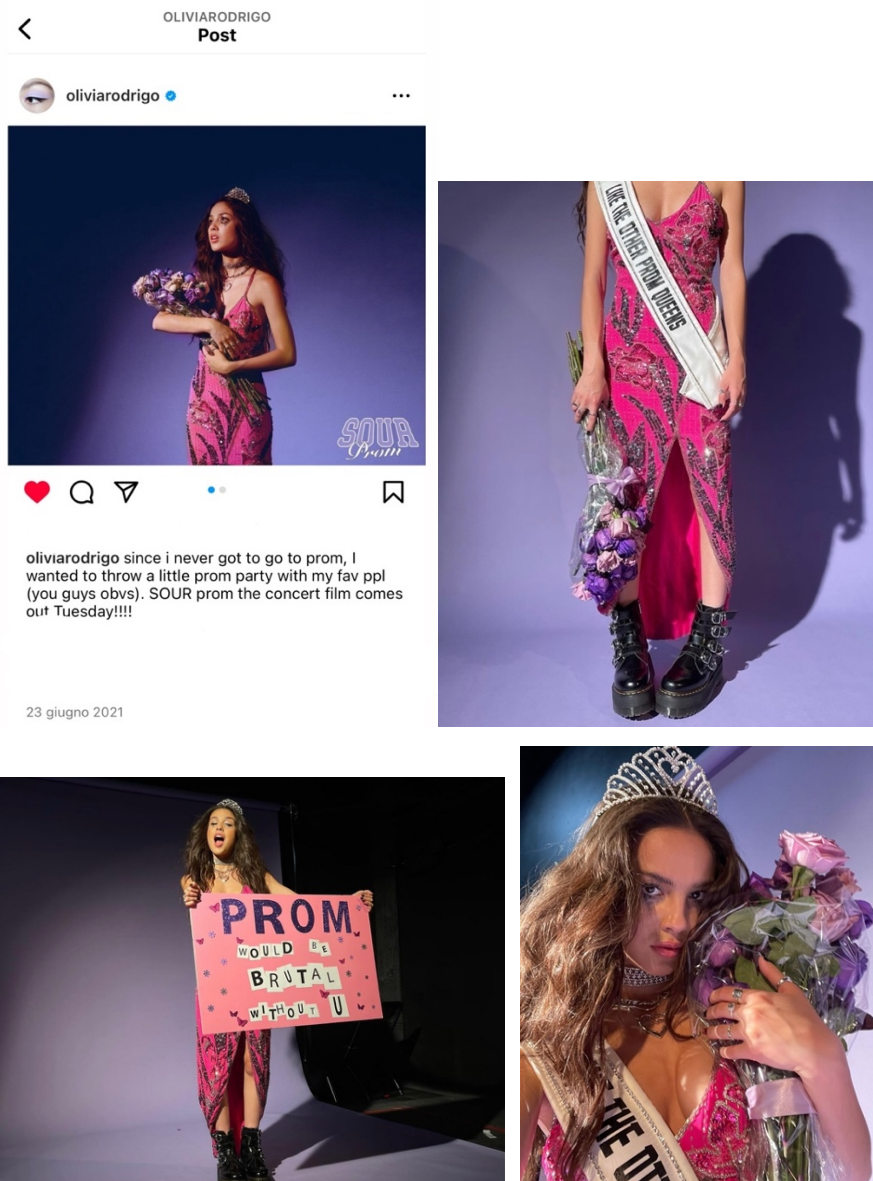 OLIVIARODRIGO
Post
oliviarodrigo
SOUR
Prom
oliviarodrigo since i never got to go to prom, I
wanted to throw a little prom party with my fav ppl
(you guys obvs). SOUR prom the concert film comes
out Tuesday!!!!
23 giugno 2021
LIKE THE OTHER PROM QUEENS
PROM
WOULD BE
BRUTAL
WITHOUT U
THE OT